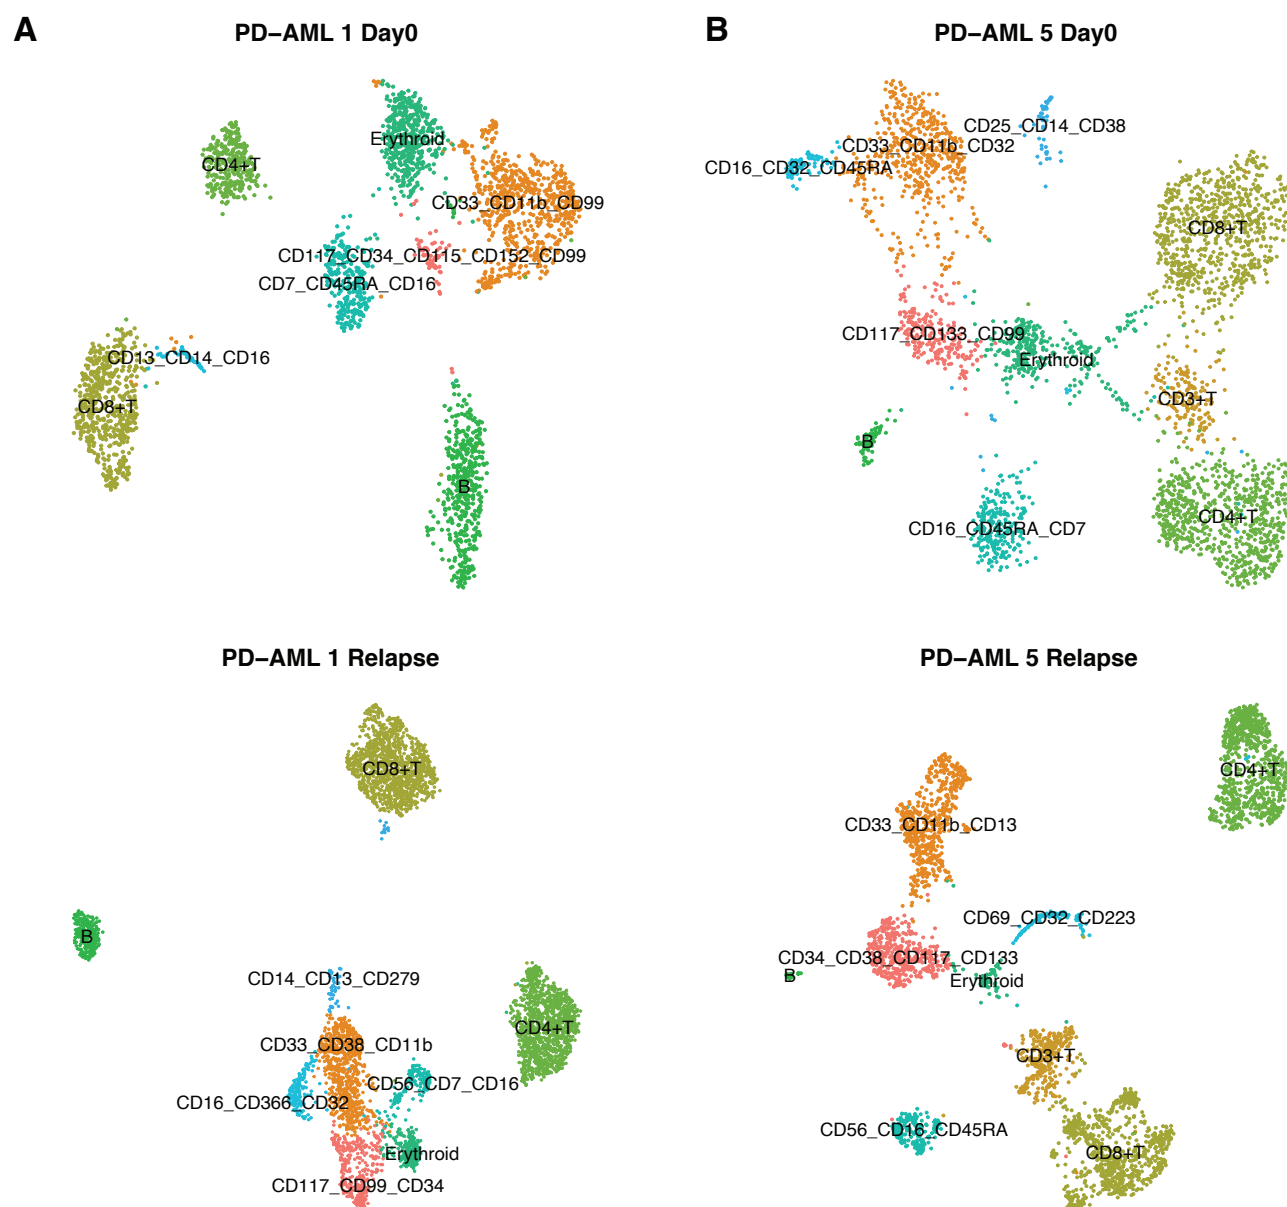 A
PD–AML 1 Day0
Erythroid
CD4+T
CD33_CD11b_CD99
CD117_CD34_CD115_CD152_CD99
CD7_CD45RA_CD16
CD13_CD14_CD16
CD8+T
B
B
PD–AML 5 Day0
CD25_CD14_CD38
CD33_CD11b_CD32
CD16_CD32_CD45RA
CD8+T
CD117_CD133_CD99
Erythroid
CD3+T
B
CD4+T
CD16_CD45RA_CD7
PD–AML 1 Relapse
CD8+T
B
CD14_CD13_CD279
CD4+T
CD33_CD38_CD11b
CD56_CD7_CD16
CD16_CD366_CD32
Erythroid
CD117_CD99_CD34
PD–AML 5 Relapse
CD4+T
CD33_CD11b_CD13
CD69_CD32_CD223
CD34_CD38_CD117_CD133
B
Erythroid
CD3+T
CD56_CD16_CD45RA
CD8+T